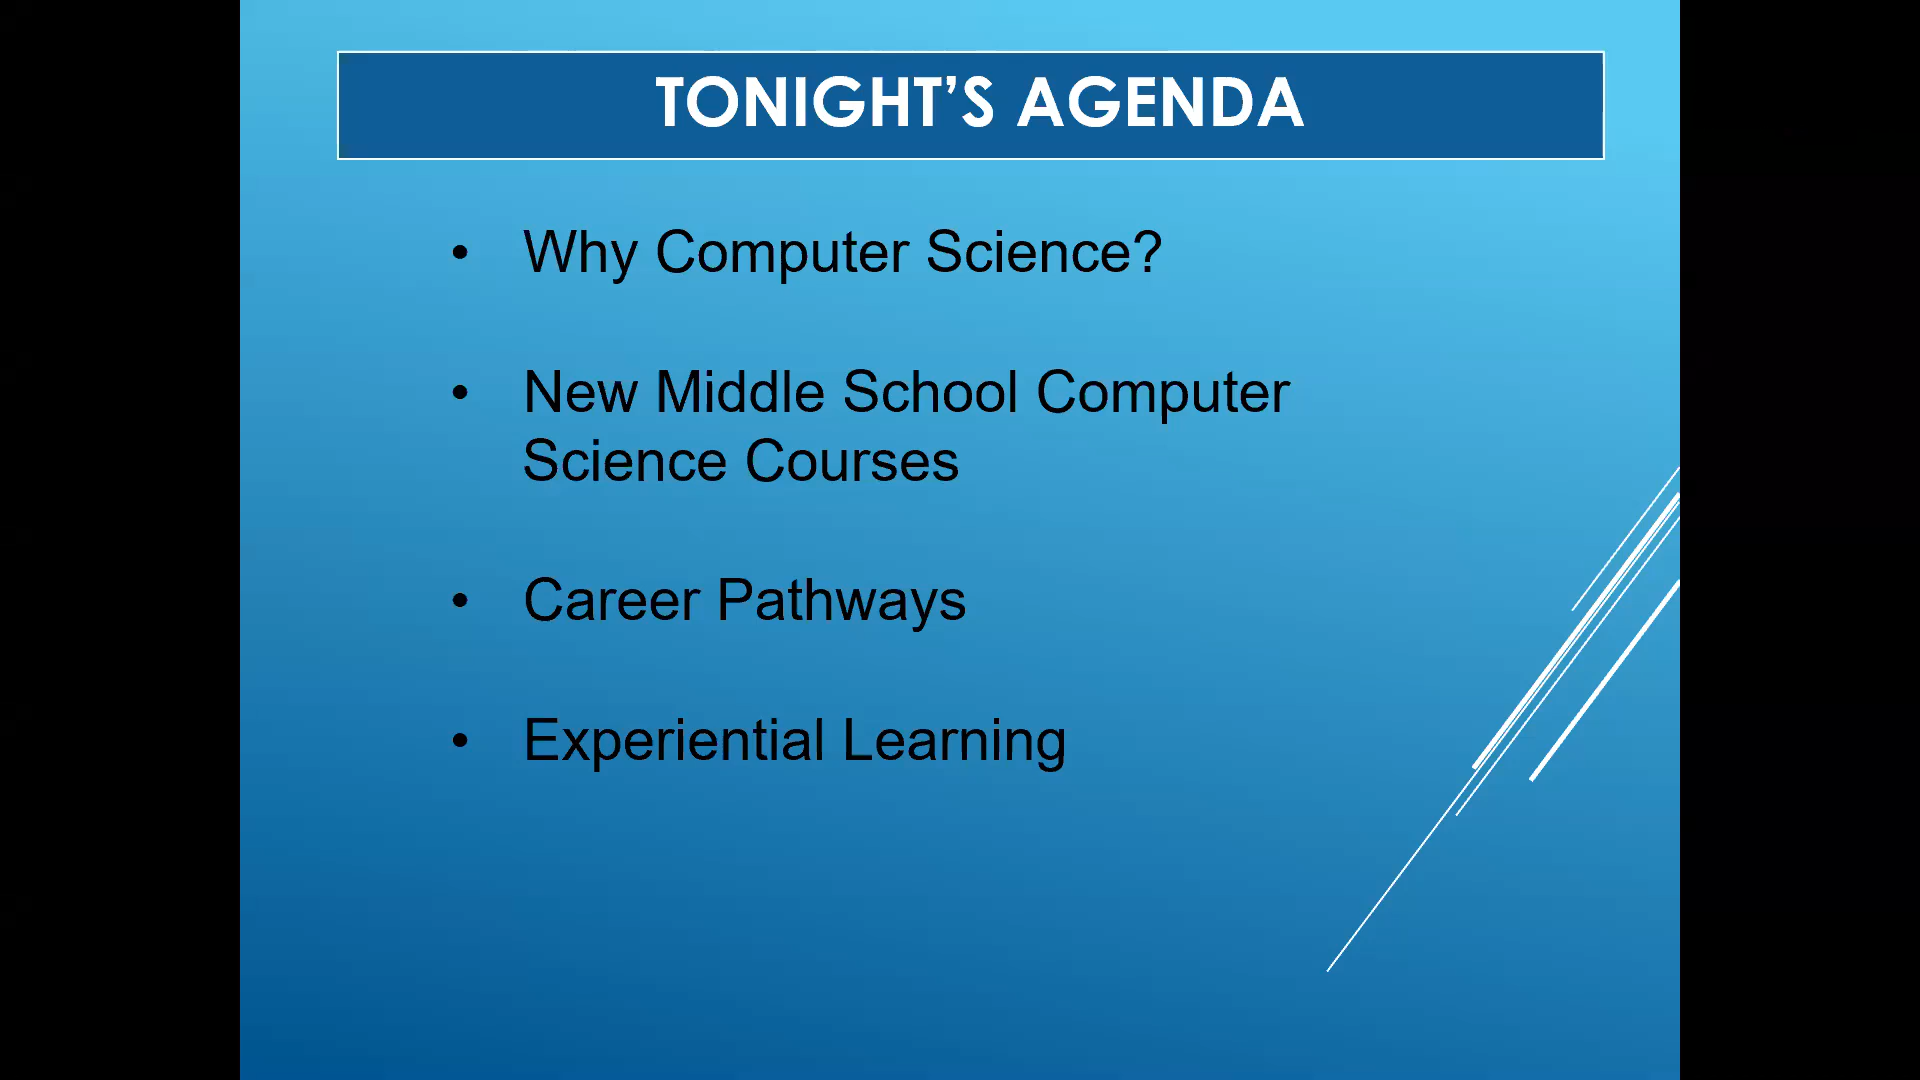 TONIGHT’S AGENDA
• Why Computer Science?
• New Middle School Computer
Science Courses
• Career Pathways
• Experiential Learning